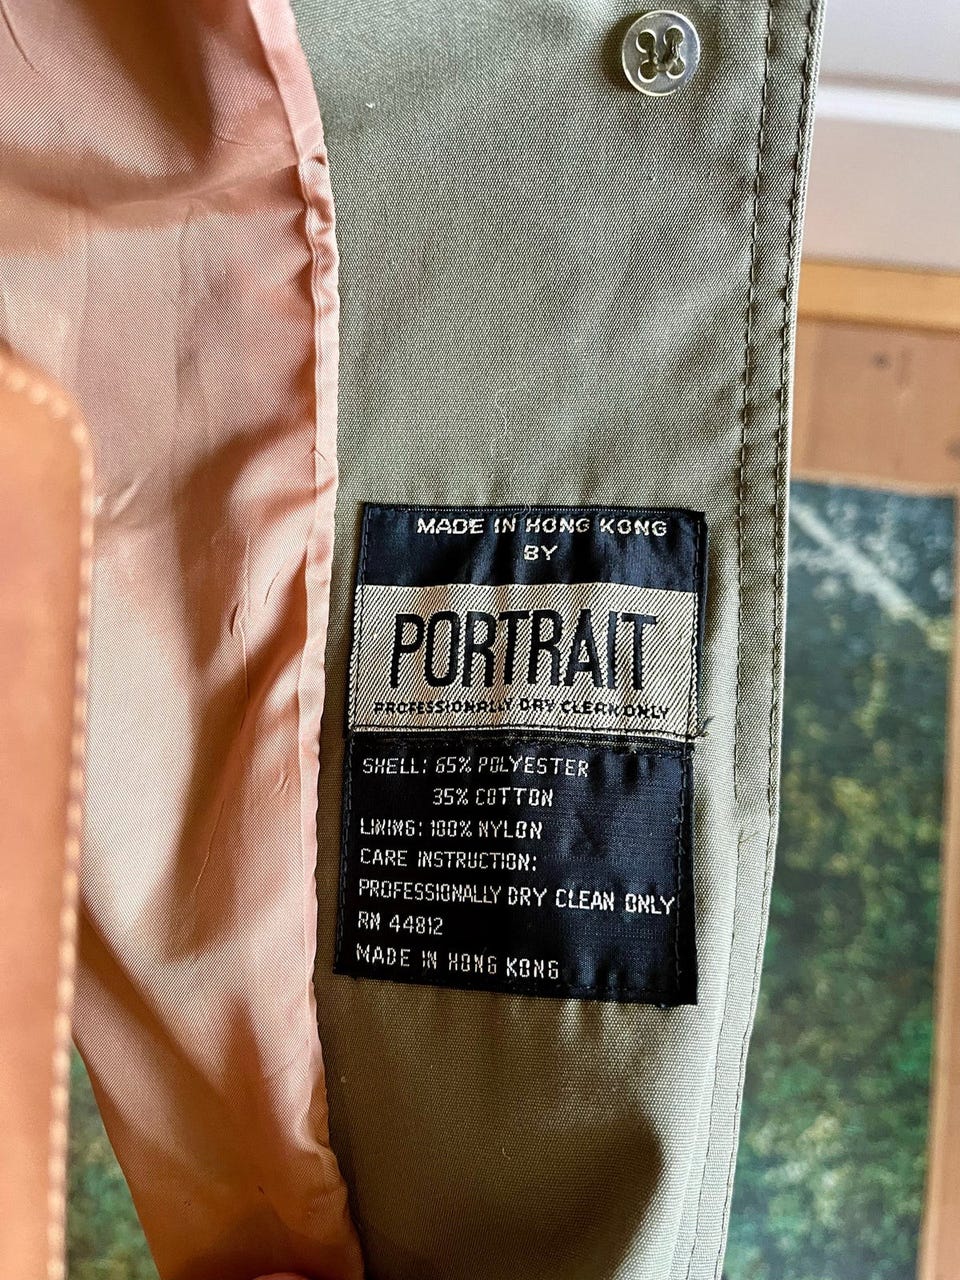 MADE IN HONG KONG
BY
PORTRAIT
PROFESSIONALLY DRY CLEAN ONLY
SHELL: 65% POLYESTER
35% COTTON
LINING: 100% NYLON
CARE INSTRUCTION:
PROFESSIONALLY DRY CLEAN ONLY
RN 44812
MADE IN HONG KONG